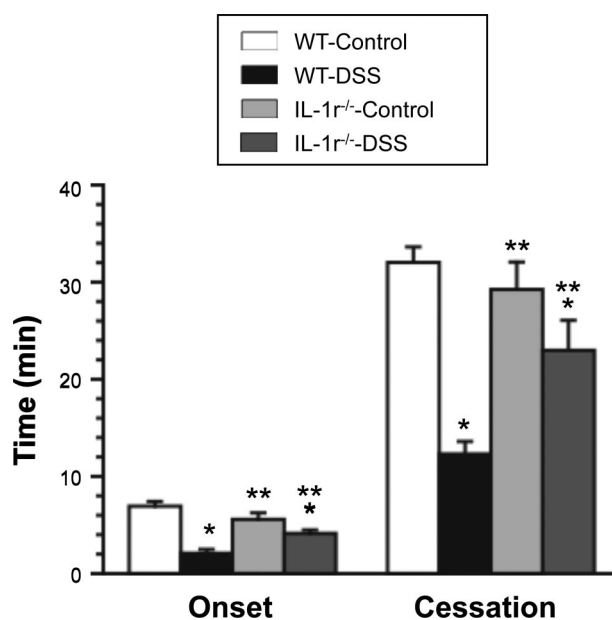 WT-Control
WT-DSS
IL-1r-/--Control
IL-1r-/--DSS
40
30
20
10
0
Time (min)
*
**
**
*
*
**
**
*
Onset
Cessation